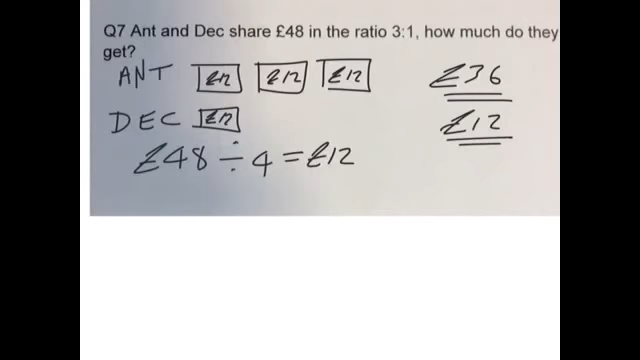 Q7 Ant and Dec share £48 in the ratio 3:1, how much do they
get?
ANT £12 £12 £12 £36
DEC £12 £12
£48 ÷ 4 = £12